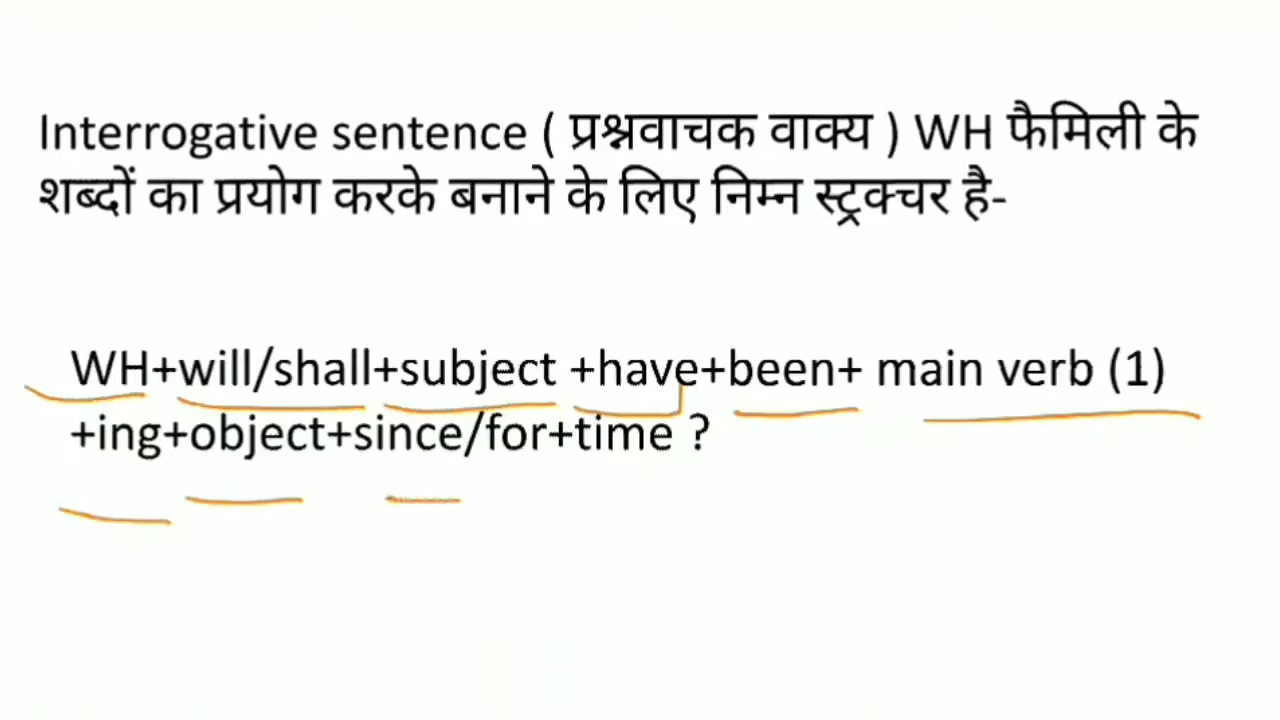 Interrogative sentence ( प्रश्नवाचक वाक्य ) WH फैमिली के
शब्दों का प्रयोग करके बनाने के लिए निम्न स्ट्रक्चर है-
WH+will/shall+subject +have+been+ main verb (1)
+ing+object+since/for+time ?